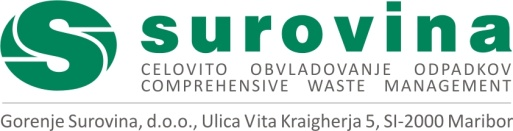 surovina
CELOVITO OBVLADOVANJE ODPADKOV
COMPREHENSIVE WASTE MANAGEMENT
Gorenje Surovina, d.o.o., Ulica Vita Kraigherja 5, SI-2000 Maribor